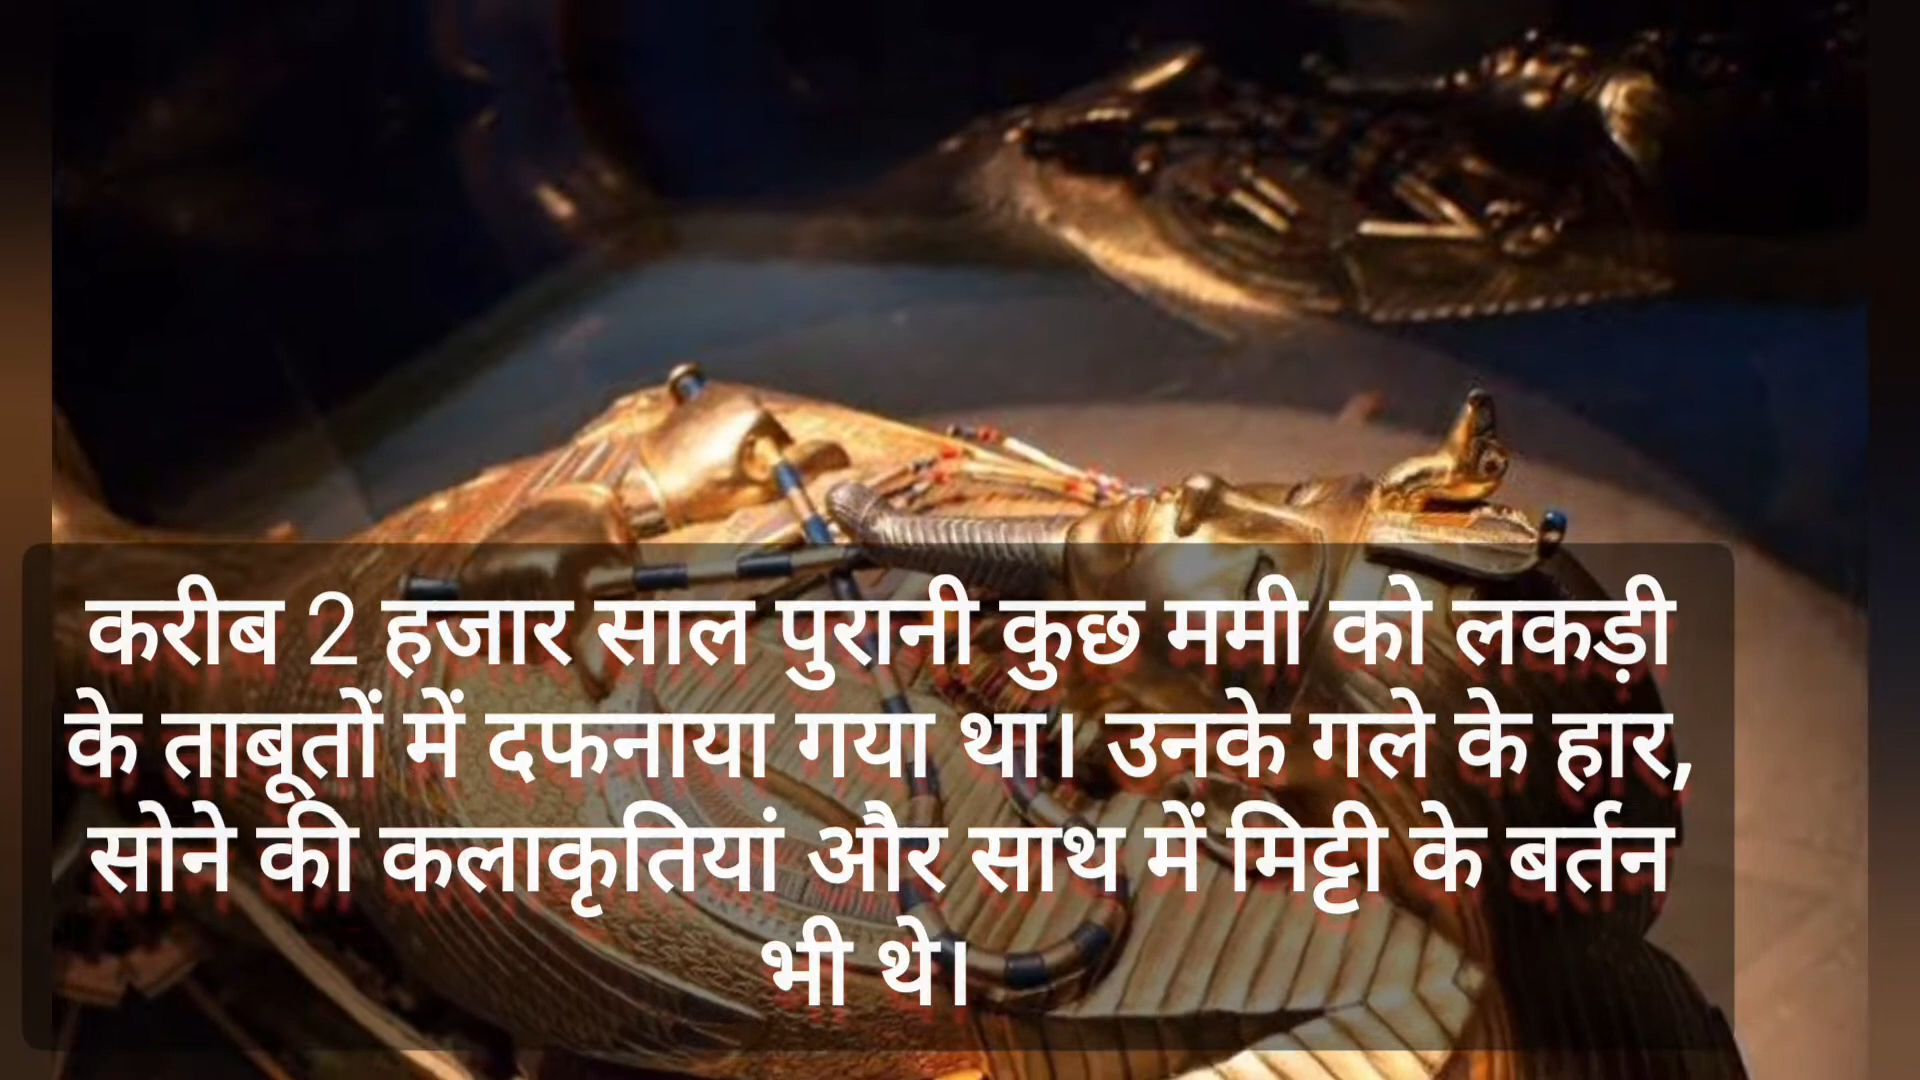 करीब 2 हजार साल पुरानी कुछ ममी को लकड़ी
के ताबूतों में दफनाया गया था। उनके गले के हार,
सोने की कलाकृतियां और साथ में मिट्टी के बर्तन
भी थे।